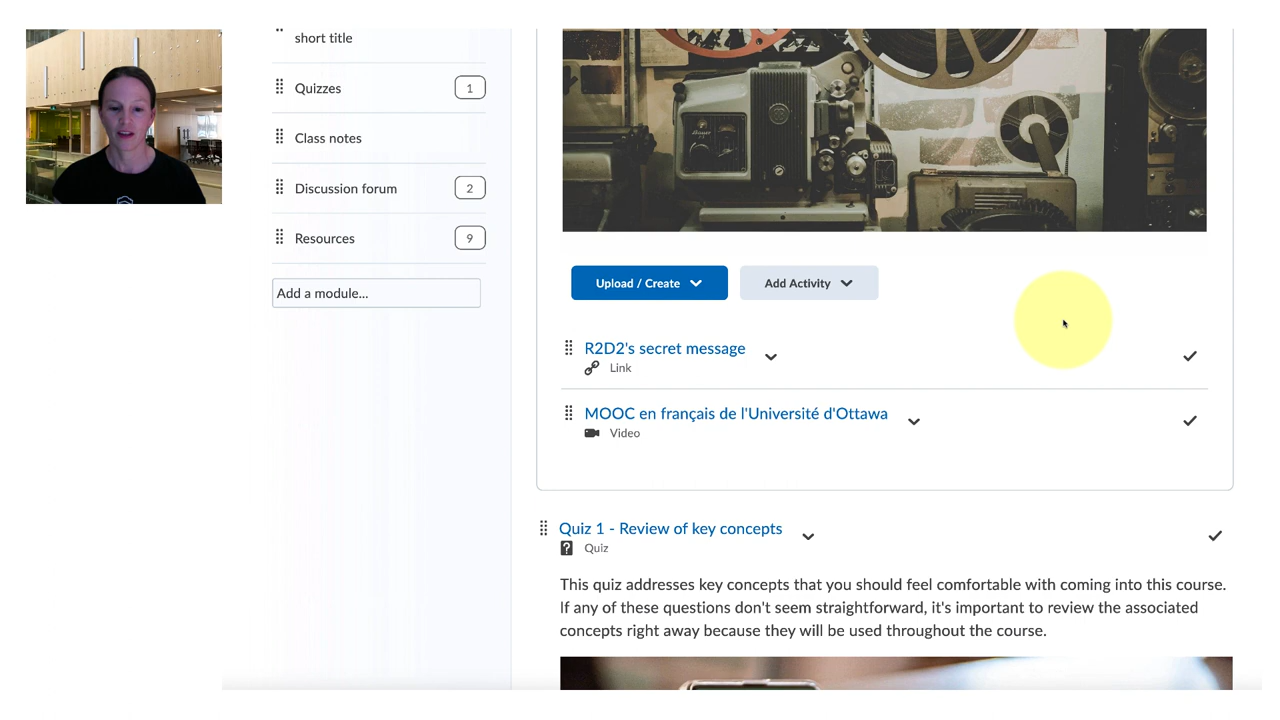 short title
Quizzes
1
Class notes
Discussion forum
2
Resources
9
Add a module...
Upload / Create
Add Activity
R2D2's secret message
Link
MOOC en français de l'Université d'Ottawa
Video
Quiz 1 - Review of key concepts
Quiz
This quiz addresses key concepts that you should feel comfortable with coming into this course.
If any of these questions don't seem straightforward, it's important to review the associated
concepts right away because they will be used throughout the course.